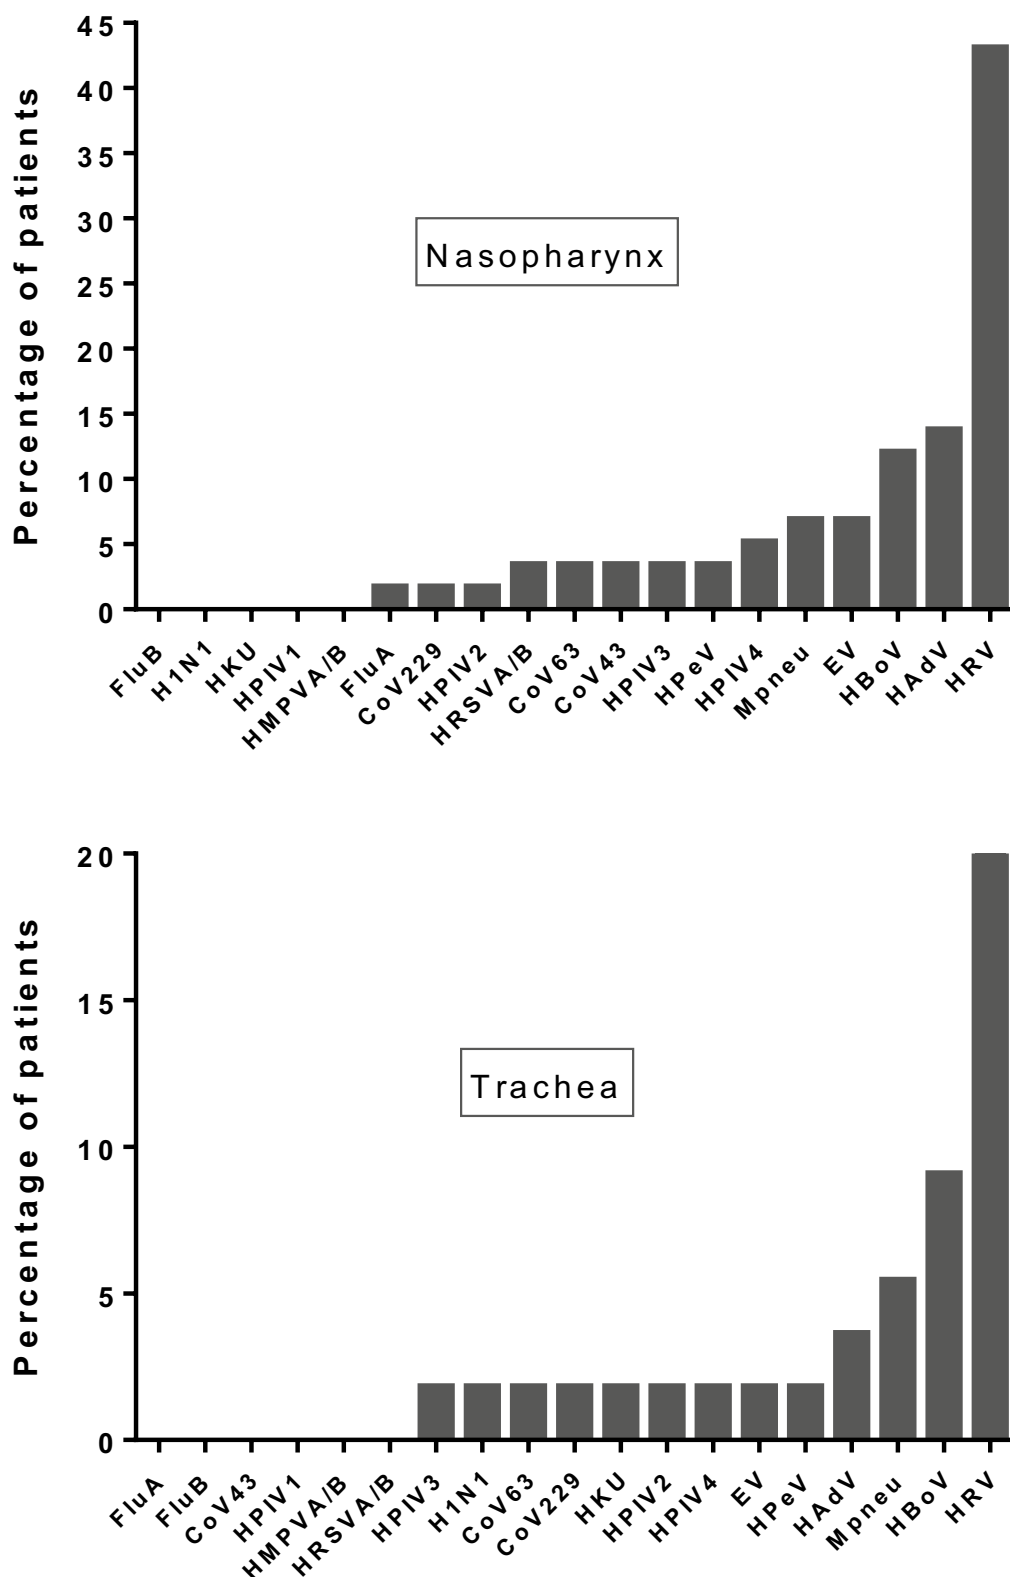 Percentage of patients
45
40
35
30
25
20
15
10
5
0
Nasopharynx
FluB
H1N1
HKU
HPIV1
HMPVA/B
FluA
CoV229
HPIV2
HRSVA/B
CoV63
CoV43
HPIV3
HPeV
HPIV4
Mpneu
EV
HBoV
HAdV
HRV
Percentage of patients
20
15
10
5
0
Trachea
FluA
FluB
CoV43
HPIV1
HMPVA/B
HRSVA/B
HPIV3
H1N1
CoV63
CoV229
HKU
HPIV2
HPIV4
EV
HPeV
HAdV
Mpneu
HBoV
HRV